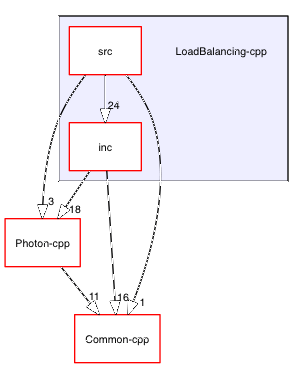 src
LoadBalancing-cpp
24
inc
3
18
Photon-cpp
11
16
1
Common-cpp